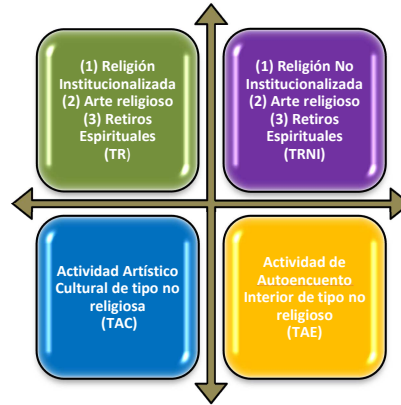 (1) Religión
Institucionalizada
(2) Arte religioso
(3) Retiros
Espirituales
(TR)
(1) Religión No
Institucionalizada
(2) Arte religioso
(3) Retiros
Espirituales
(TRNI)
Actividad Artístico
Cultural de tipo no
religiosa
(TAC)
Actividad de
Autoencuento
Interior de tipo no
religioso
(TAE)